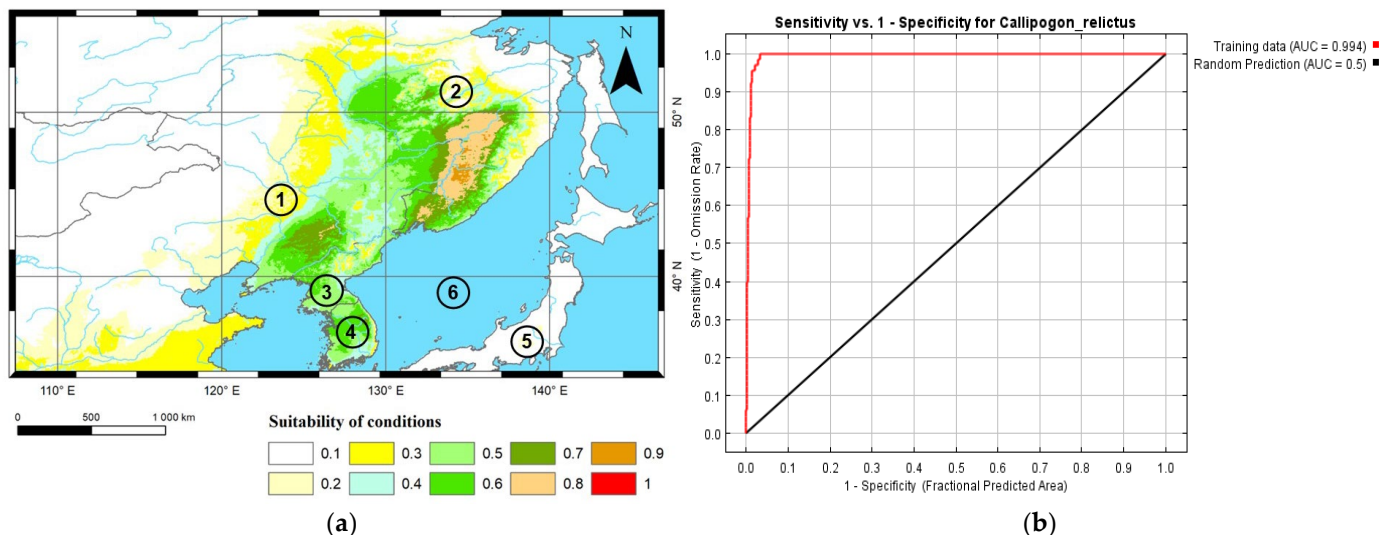 N
50° N
40° N
1
2
3
4
5
6
110° E
120° E
130° E
140° E
0 500 1 000 km
Suitability of conditions
0.1 0.3 0.5 0.7 0.9
0.2 0.4 0.6 0.8 1
(a)
Sensitivity vs. 1 - Specificity for Callipogon_relictus
Training data (AUC = 0.994)
Random Prediction (AUC = 0.5)
Sensitivity (1 - Omission Rate)
1.0
0.9
0.8
0.7
0.6
0.5
0.4
0.3
0.2
0.1
0.0
0.0 0.1 0.2 0.3 0.4 0.5 0.6 0.7 0.8 0.9 1.0
1 - Specificity (Fractional Predicted Area)
(b)